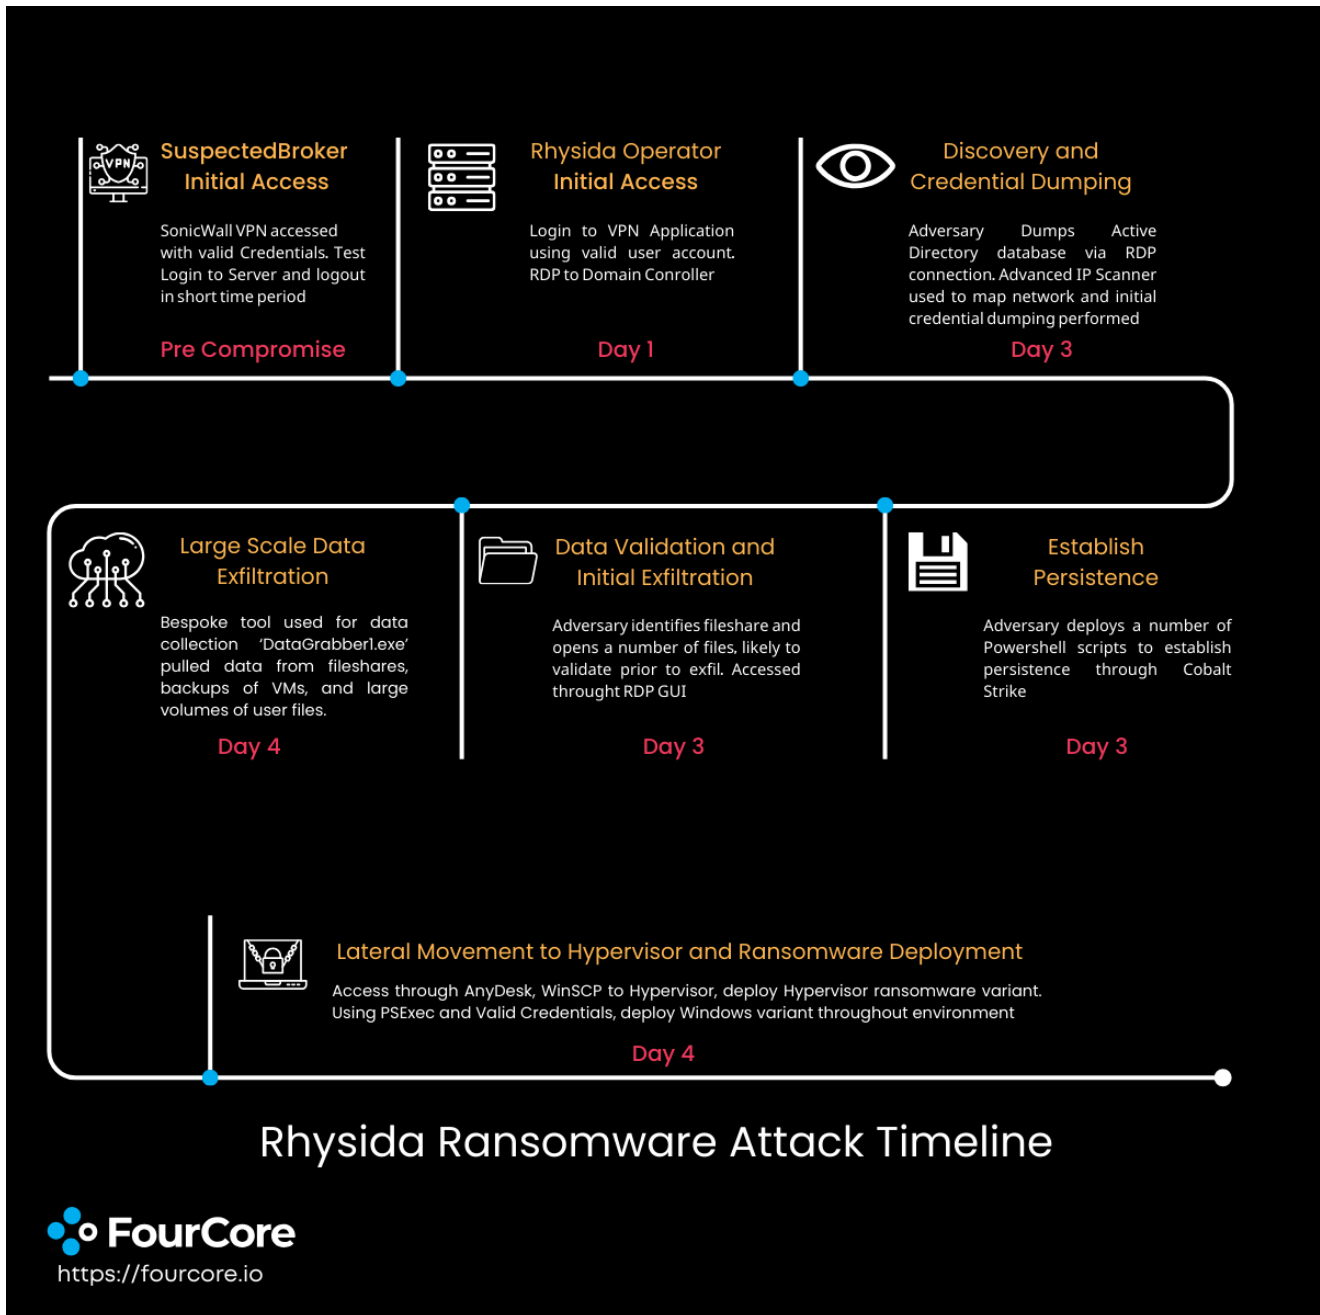 VPN
SuspectedBroker
Initial Access
SonicWall VPN accessed
with valid Credentials. Test
Login to Server and logout
in short time period
Pre Compromise
Rhysida Operator
Initial Access
Login to VPN Application
using valid user account.
RDP to Domain Conroller
Day 1
Discovery and
Credential Dumping
Adversary Dumps Active
Directory database via RDP
connection. Advanced IP Scanner
used to map network and initial
credential dumping performed
Day 3
Establish
Persistence
Adversary deploys a number of
Powershell scripts to establish
persistence through Cobalt
Strike
Day 3
Data Validation and
Initial Exfiltration
Adversary identifies fileshare and
opens a number of files, likely to
validate prior to exfil. Accessed
throught RDP GUI
Day 3
Large Scale Data
Exfiltration
Bespoke tool used for data
collection ‘DataGrabber1.exe’
pulled data from fileshares,
backups of VMs, and large
volumes of user files.
Day 4
Lateral Movement to Hypervisor and Ransomware Deployment
Access through AnyDesk, WinSCP to Hypervisor, deploy Hypervisor ransomware variant.
Using PSExec and Valid Credentials, deploy Windows variant throughout environment
Day 4
Rhysida Ransomware Attack Timeline
FourCore
https://fourcore.io